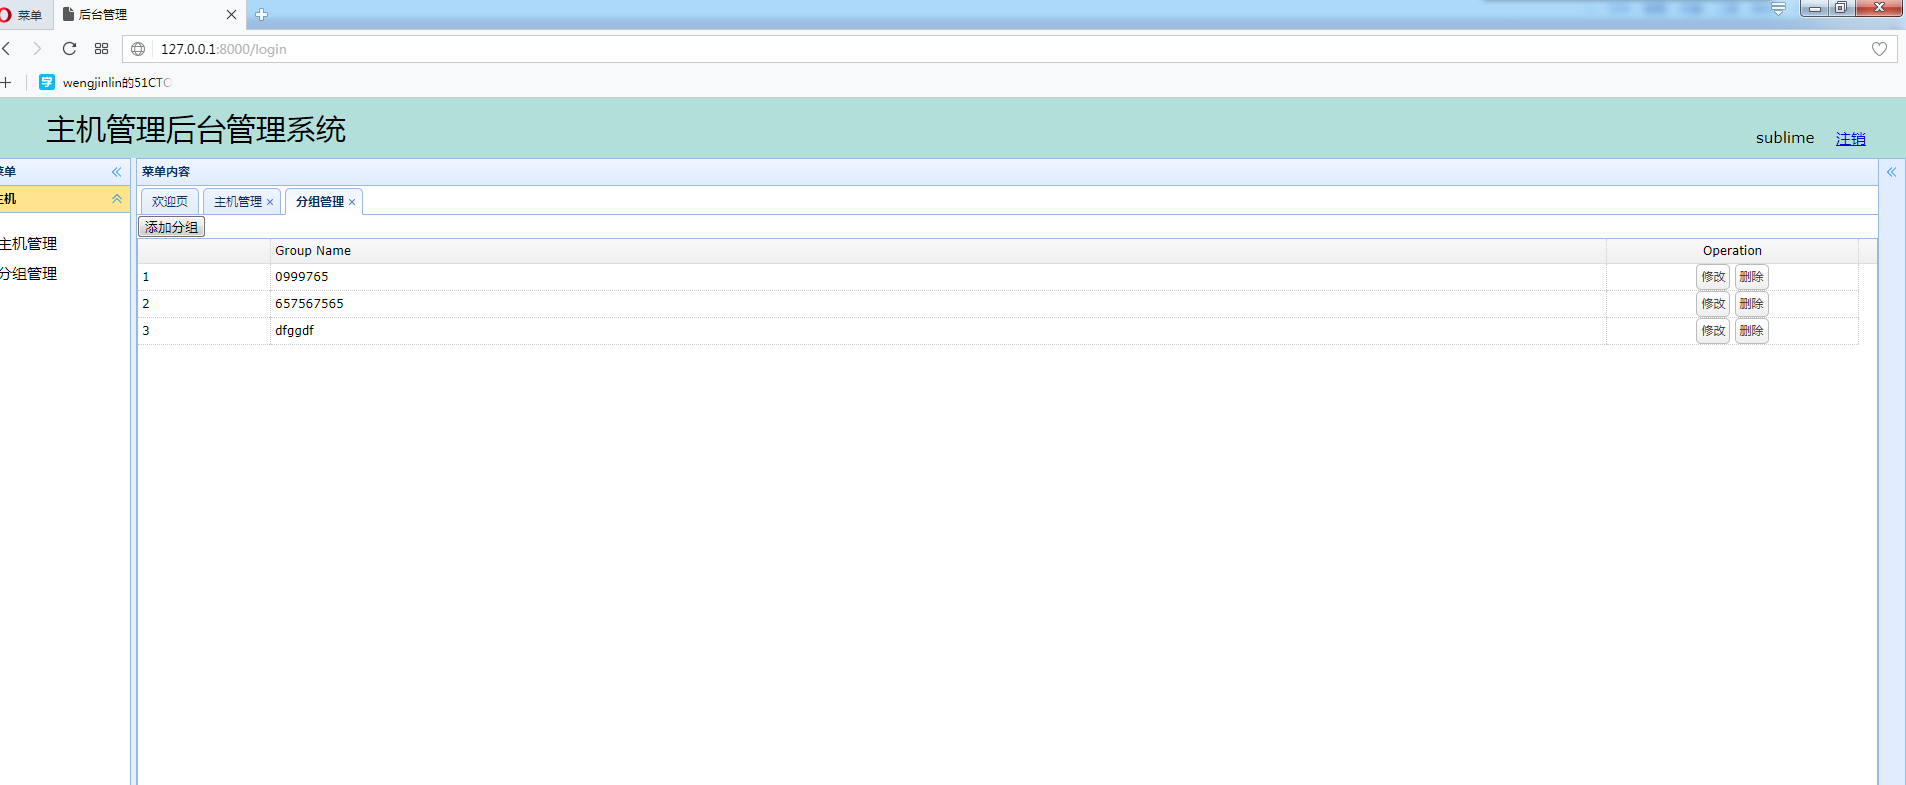 菜单 后台管理
127.0.0.1:8000/login
wengjinlin的51CTO
主机管理后台管理系统
sublime 注销
菜单 菜单内容
主机 欢迎页 主机管理 分组管理
添加分组
Group Name Operation
主机管理
分组管理
1 0999765 修改 删除
2 657567565 修改 删除
3 dfggdf 修改 删除